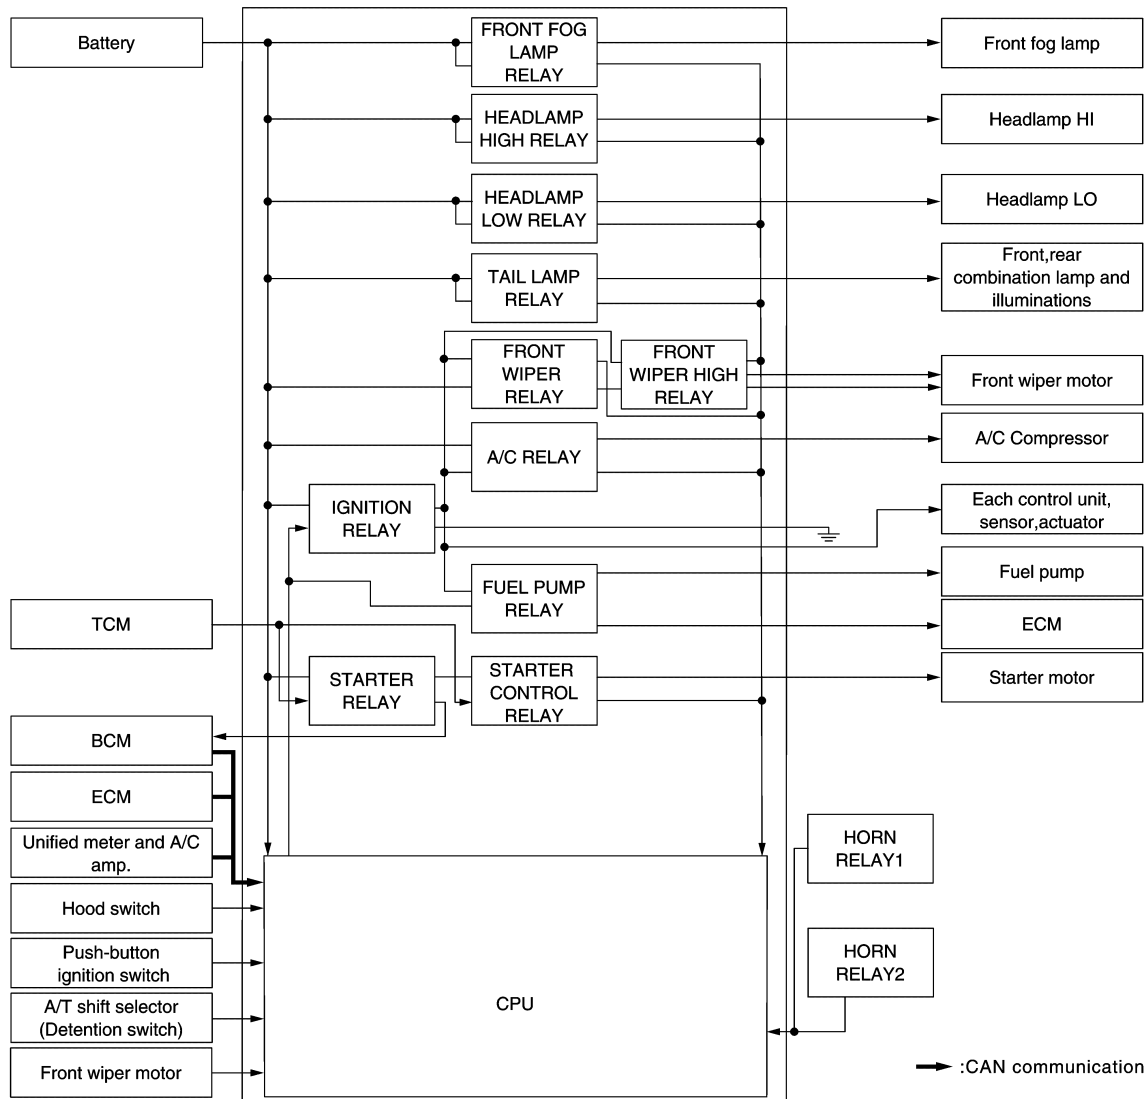 Battery
FRONT FOG
LAMP
RELAY
Front fog lamp
HEADLAMP
HIGH RELAY
Headlamp HI
HEADLAMP
LOW RELAY
Headlamp LO
TAIL LAMP
RELAY
Front,rear
combination lamp and
illuminations
FRONT
WIPER
RELAY
FRONT
WIPER HIGH
RELAY
Front wiper motor
A/C RELAY
A/C Compressor
IGNITION
RELAY
Each control unit,
sensor,actuator
FUEL PUMP
RELAY
Fuel pump
TCM
ECM
STARTER
RELAY
STARTER
CONTROL
RELAY
Starter motor
BCM
ECM
Unified meter and A/C
amp.
HORN
RELAY1
Hood switch
Push-button
ignition switch
HORN
RELAY2
A/T shift selector
(Detention switch)
CPU
Front wiper motor
:CAN communication